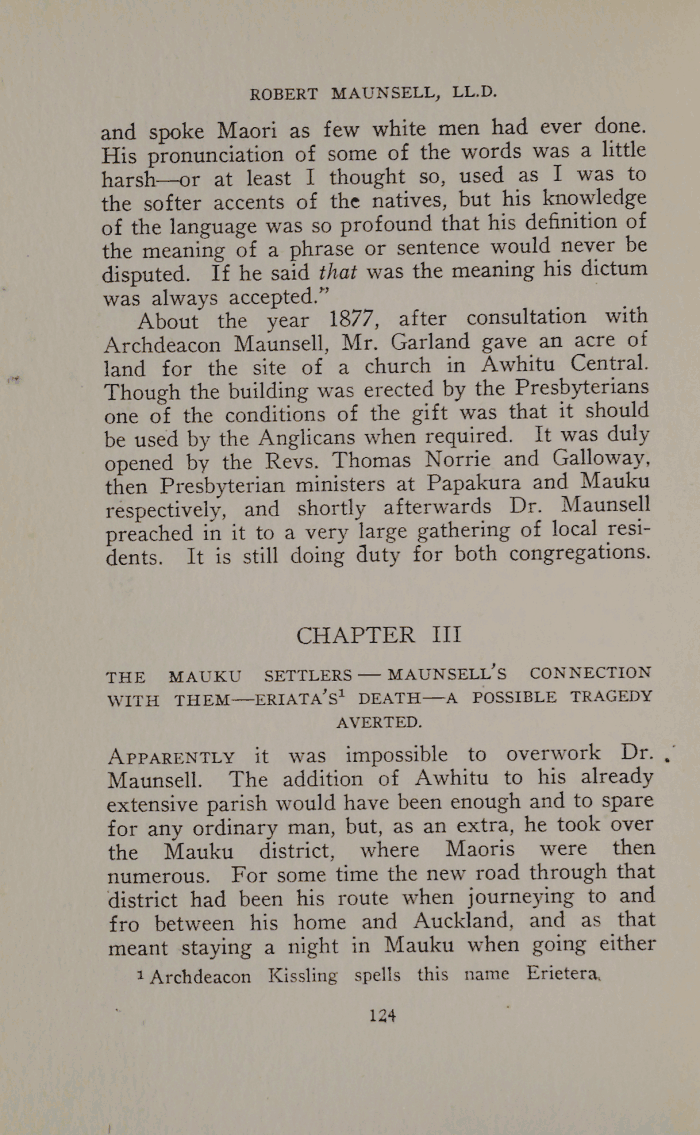 ROBERT MAUNSELL, LL.D.
and spoke Maori as few white men had ever done.
His pronunciation of some of the words was a little
harsh—or at least I thought so, used as I was to
the softer accents of the natives, but his knowledge
of the language was so profound that his definition of
the meaning of a phrase or sentence would never be
disputed. If he said that was the meaning his dictum
was always accepted.”
About the year 1877, after consultation with
Archdeacon Maunsell, Mr. Garland gave an acre of
land for the site of a church in Awhitu Central.
Though the building was erected by the Presbyterians
one of the conditions of the gift was that it should
be used by the Anglicans when required. It was duly
opened by the Revs. Thomas Norrie and Galloway,
then Presbyterian ministers at Papakura and Mauku
respectively, and shortly afterwards Dr. Maunsell
preached in it to a very large gathering of local resi-
dents. It is still doing duty for both congregations.
CHAPTER III
THE MAUKU SETTLERS — MAUNSELL'S CONNECTION
WITH THEM—ERIATA'S¹ DEATH—A POSSIBLE TRAGEDY
AVERTED.
APPARENTLY it was impossible to overwork Dr.
Maunsell. The addition of Awhitu to his already
extensive parish would have been enough and to spare
for any ordinary man, but, as an extra, he took over
the Mauku district, where Maoris were then
numerous. For some time the new road through that
district had been his route when journeying to and
fro between his home and Auckland, and as that
meant staying a night in Mauku when going either
¹ Archdeacon Kissling spells this name Erietera.
124